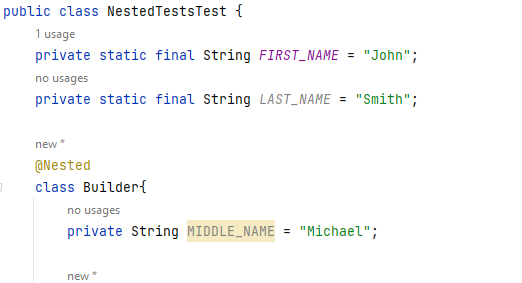 public class NestedTestsTest {
1 usage
private static final String FIRST_NAME = "John";
no usages
private static final String LAST_NAME = "Smith";
new *
@Nested
class Builder{
no usages
private String MIDDLE_NAME = "Michael";
new *